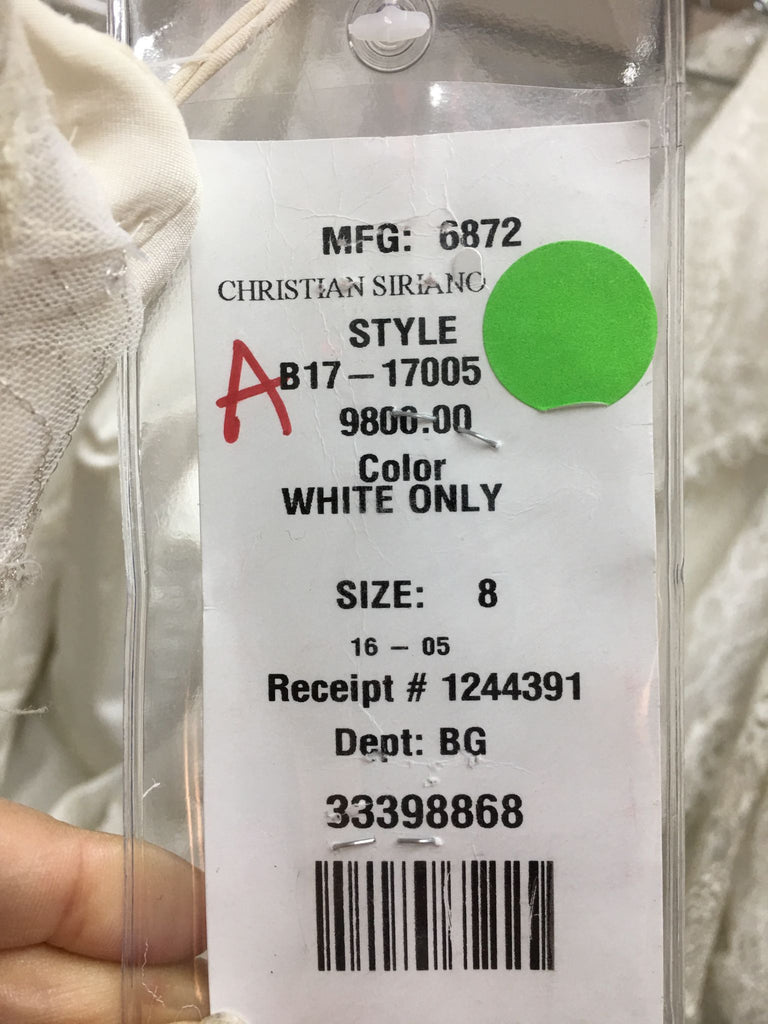 MFG: 6872
CHRISTIAN SIRIANO
STYLE
A
B17-17005
9800.00
Color
WHITE ONLY
SIZE: 8
16 - 05
Receipt # 1244391
Dept: BG
33398868